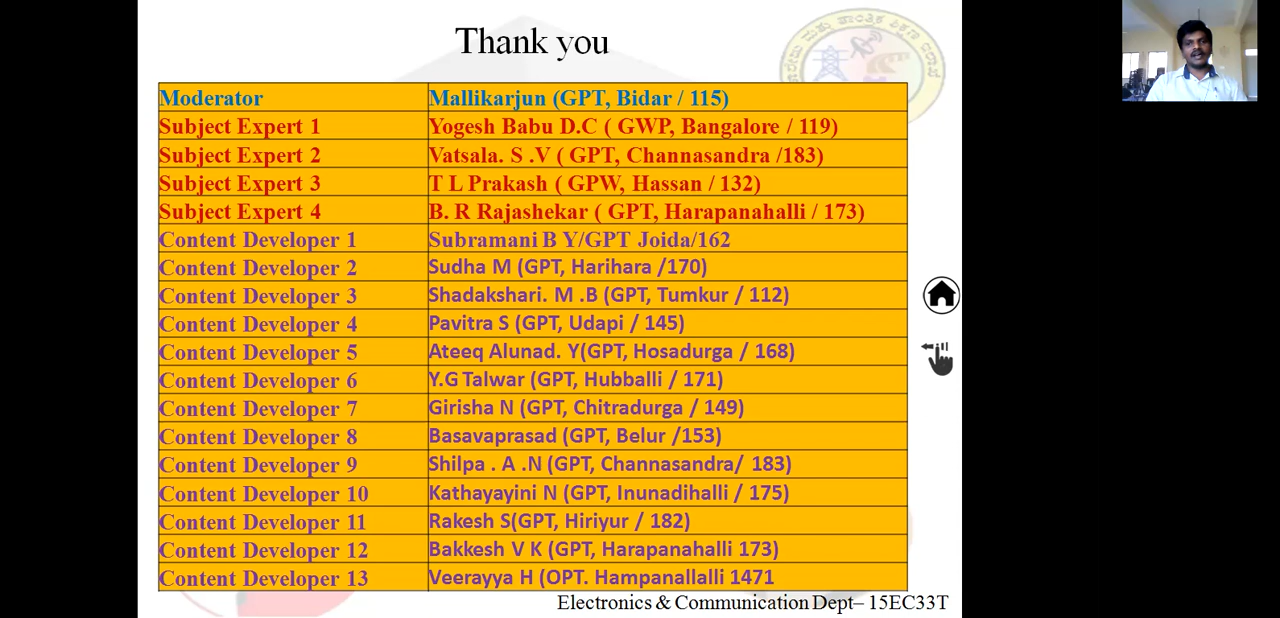 Thank you
Moderator Mallikarjun (GPT, Bidar / 115)
Subject Expert 1 Yogesh Babu D.C ( GWP, Bangalore / 119)
Subject Expert 2 Vatsala. S .V ( GPT, Channasandra /183)
Subject Expert 3 T L Prakash ( GPW, Hassan / 132)
Subject Expert 4 B. R Rajashekar ( GPT, Harapanahalli / 173)
Content Developer 1 Subramani B Y/GPT Joida/162
Content Developer 2 Sudha M (GPT, Harihara /170)
Content Developer 3 Shadakshari. M .B (GPT, Tumkur / 112)
Content Developer 4 Pavitra S (GPT, Udapi / 145)
Content Developer 5 Ateeq Alunad. Y(GPT, Hosadurga / 168)
Content Developer 6 Y.G Talwar (GPT, Hubballi / 171)
Content Developer 7 Girisha N (GPT, Chitradurga / 149)
Content Developer 8 Basavaprasad (GPT, Belur /153)
Content Developer 9 Shilpa . A .N (GPT, Channasandra/ 183)
Content Developer 10 Kathayayini N (GPT, Inunadihalli / 175)
Content Developer 11 Rakesh S(GPT, Hiriyur / 182)
Content Developer 12 Bakkesh V K (GPT, Harapanahalli 173)
Content Developer 13 Veerayya H (OPT. Hampanallalli 1471
Electronics & Communication Dept– 15EC33T